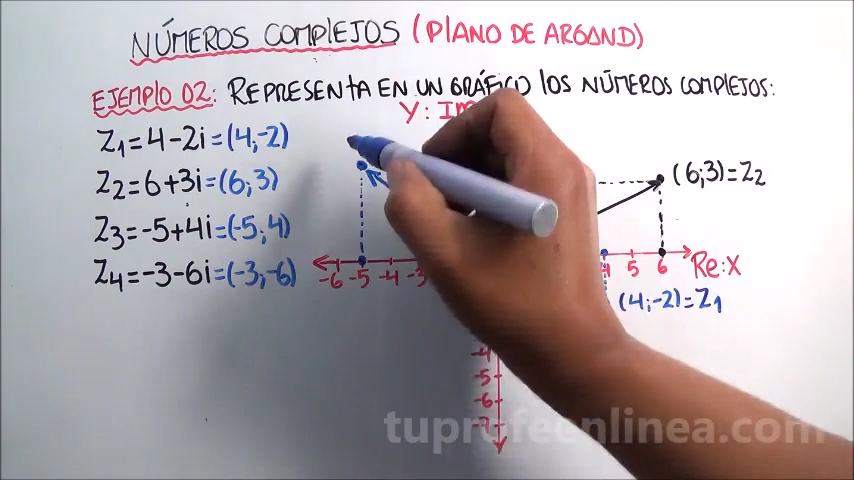 NÚMEROS COMPLEJOS (PLANO DE ARGAND)
EJEMPLO 02: REPRESENTA EN UN GRÁFICO LOS NÚMEROS COMPLEJOS:
Y: Im
Z1=4-2i=(4;-2)
Z2=6+3i=(6;3)
Z3=-5+4i=(-5;4)
Z4=-3-6i=(-3;-6)
(6;3)=Z2
-6 -5 -4 -3 4 5 6 Re:X
(4;-2)=Z1
-4
-5
-6
-7
tuprofeenlinea.com